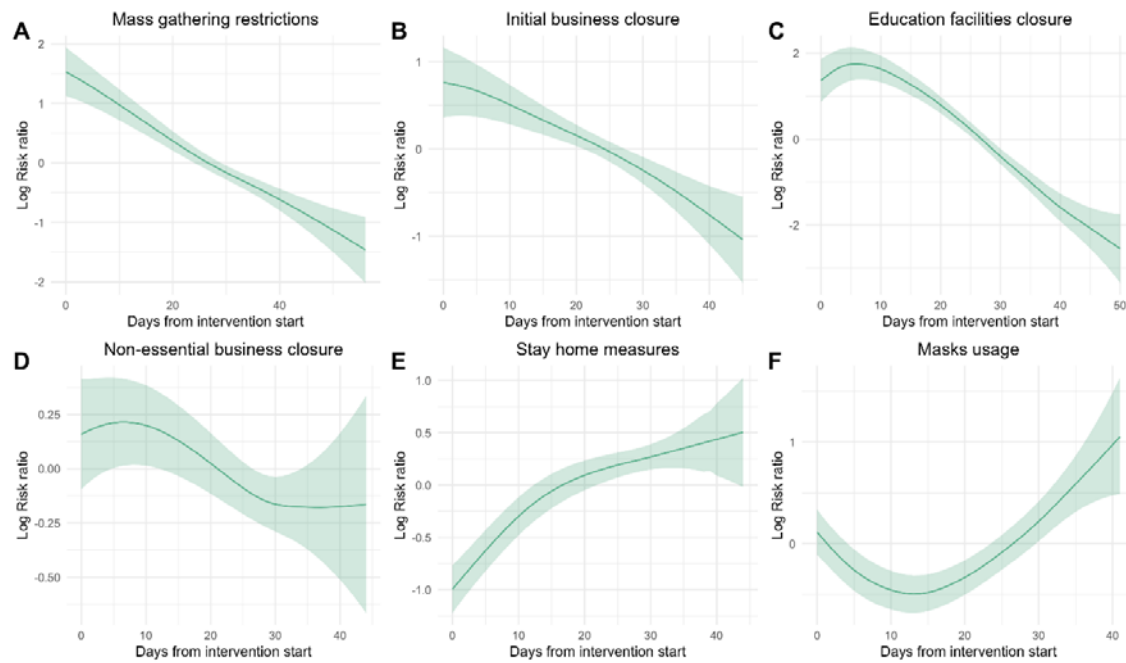 A
Mass gathering restrictions
2
1
0
-1
-2
Log Risk ratio
0
20
40
Days from intervention start
B
Initial business closure
1
0
-1
Log Risk ratio
0
10
20
30
40
Days from intervention start
C
Education facilities closure
2
0
-2
Log Risk ratio
0
10
20
30
40
50
Days from intervention start
D
Non-essential business closure
0.25
0.00
-0.25
-0.50
Log Risk ratio
0
10
20
30
40
Days from intervention start
E
Stay home measures
1.0
0.5
0.0
-0.5
-1.0
Log Risk ratio
0
10
20
30
40
Days from intervention start
F
Masks usage
1
0
Log Risk ratio
0
10
20
30
40
Days from intervention start